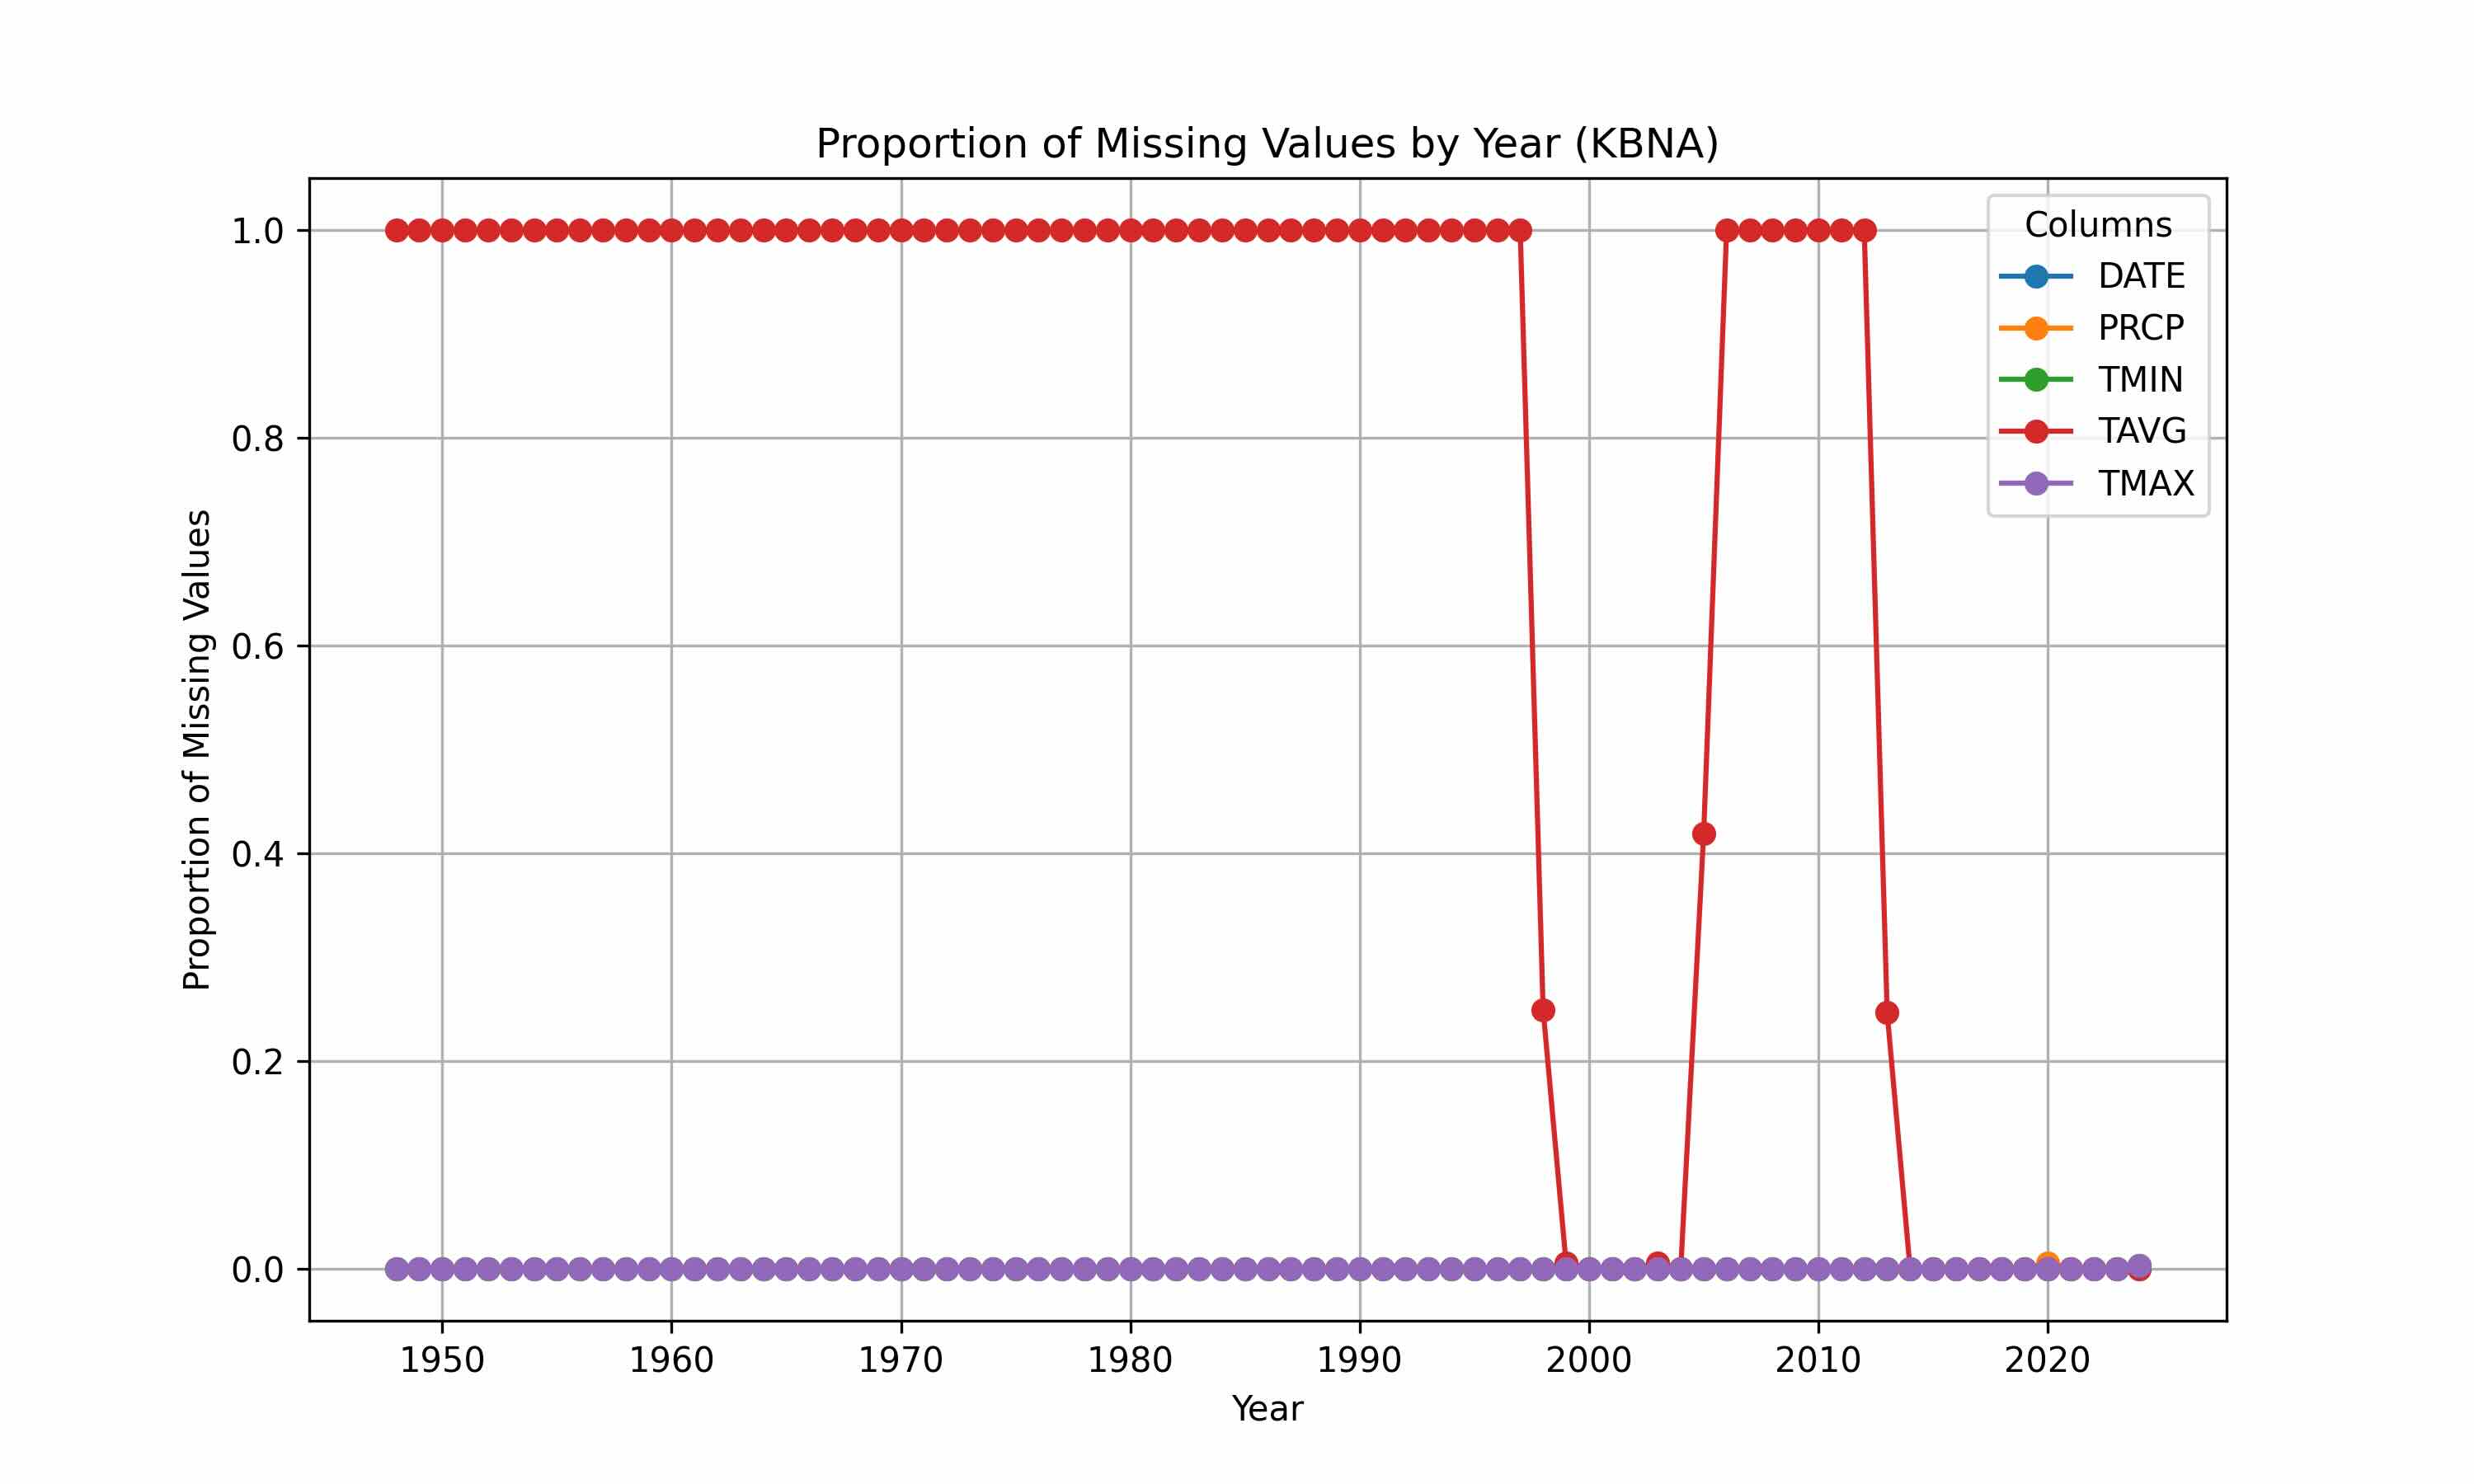 Proportion of Missing Values by Year (KBNA)
Columns
DATE
PRCP
TMIN
TAVG
TMAX
Proportion of Missing Values
1.0
0.8
0.6
0.4
0.2
0.0
1950 1960 1970 1980 1990 2000 2010 2020
Year